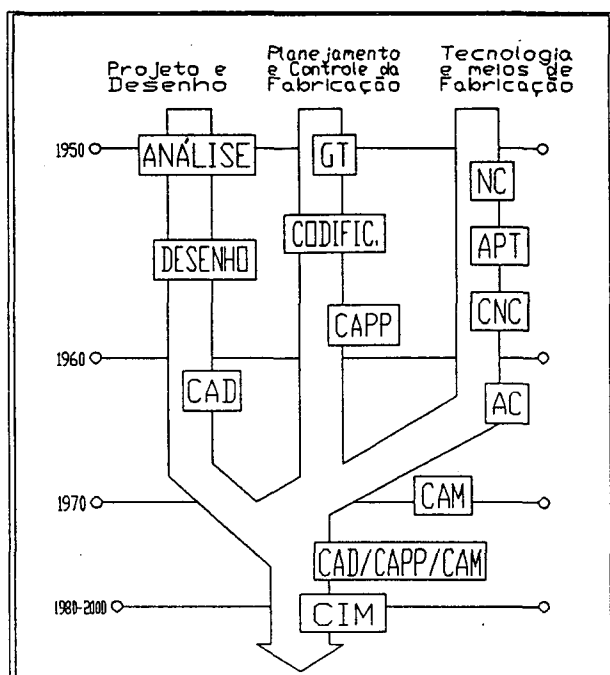 Projeto e
Desenho
Planejamento
e Controle da
Fabricação
Tecnologia
e meios de
Fabricação
1950
ANÁLISE
GT
NC
CODIFIC.
APT
DESENHO
CNC
CAPP
1960
CAD
AC
1970
CAM
CAD/CAPP/CAM
1980-2000
CIM